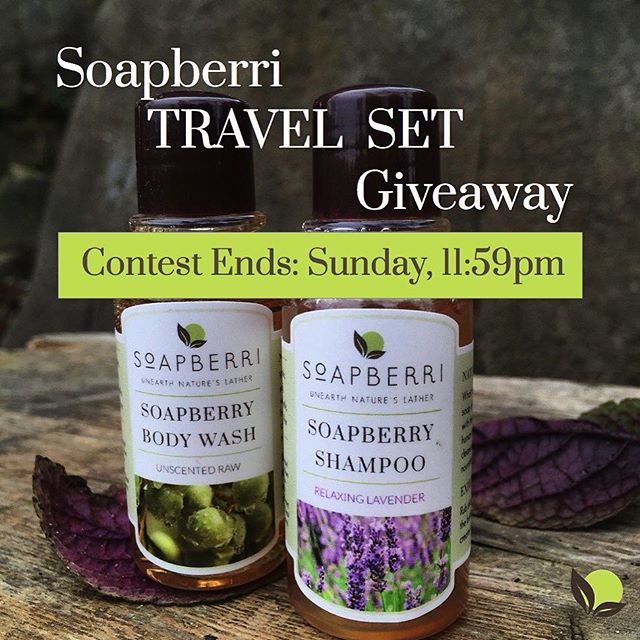 Soapberri
TRAVEL SET
Giveaway
Contest Ends: Sunday, 11:59pm
SOAPBERRI
UNEARTH NATURE'S LATHER
SOAPBERRY
BODY WASH
UNSCENTED RAW
SOAPBERRI
UNEARTH NATURE'S LATHER
SOAPBERRY
SHAMPOO
RELAXING LAVENDER